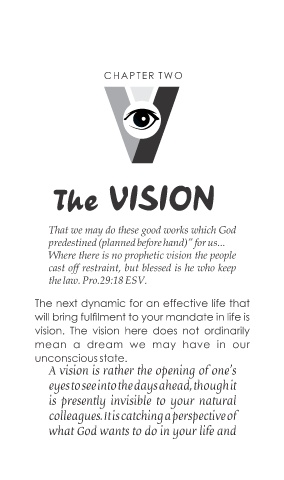 CHAPTER TWO
V
The VISION
That we may do these good works which God
predestined (planned before hand)" for us...
Where there is no prophetic vision the people
cast off restraint, but blessed is he who keep
the law. Pro.29:18 ESV.
The next dynamic for an effective life that
will bring fulfilment to your mandate in life is
vision. The vision here does not ordinarily
mean a dream we may have in our
unconscious state.
A vision is rather the opening of one's
eyes to see into the days ahead, though it
is presently invisible to your natural
colleagues. It is catching a perspective of
what God wants to do in your life and